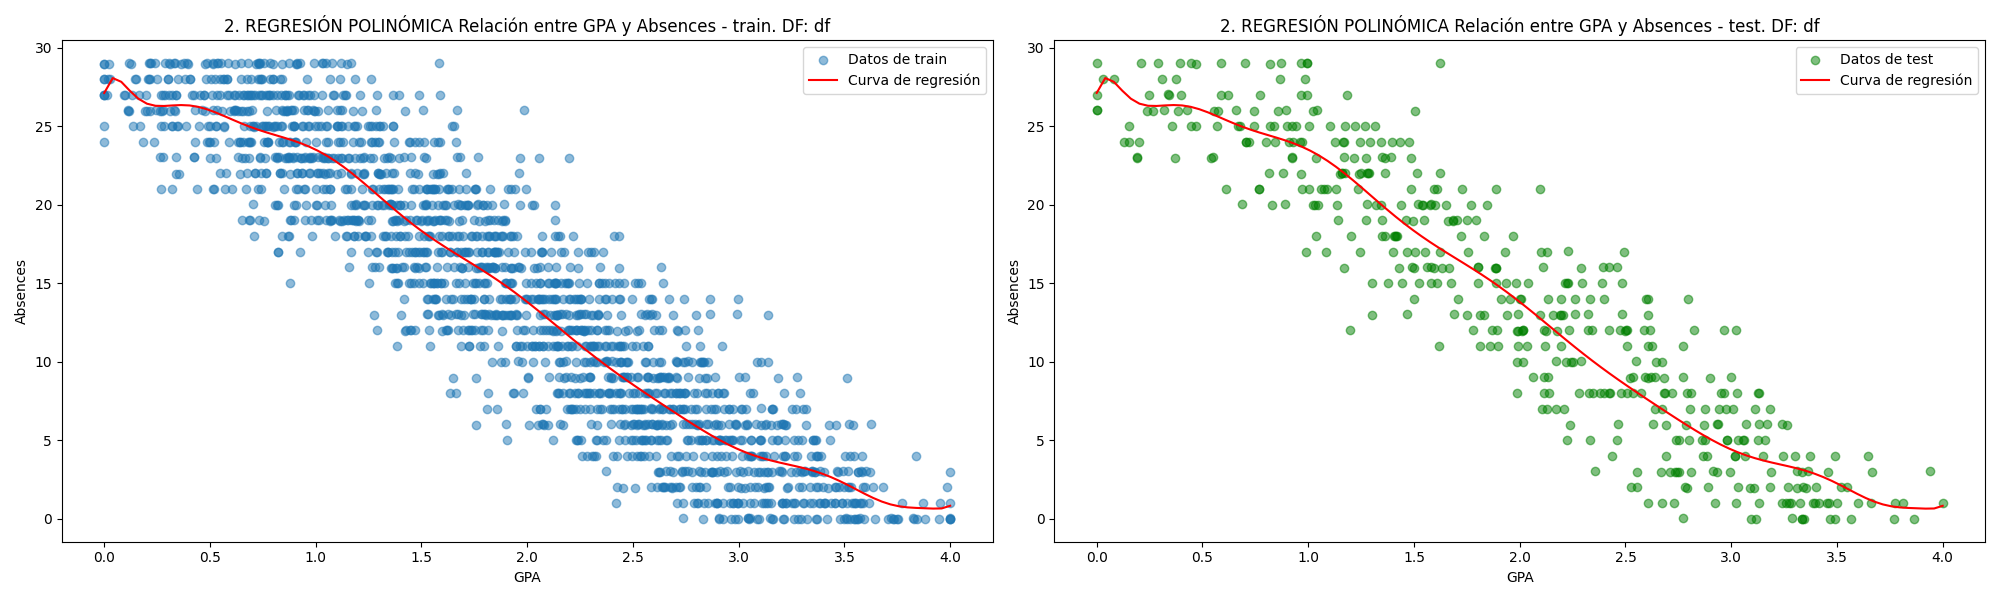 2. REGRESIÓN POLINÓMICA Relación entre GPA y Absences - train. DF: df
Datos de train
Curva de regresión
30
25
20
15
10
5
0
Absences
0.0 0.5 1.0 1.5 2.0 2.5 3.0 3.5 4.0
GPA
2. REGRESIÓN POLINÓMICA Relación entre GPA y Absences - test. DF: df
Datos de test
Curva de regresión
30
25
20
15
10
5
0
Absences
0.0 0.5 1.0 1.5 2.0 2.5 3.0 3.5 4.0
GPA